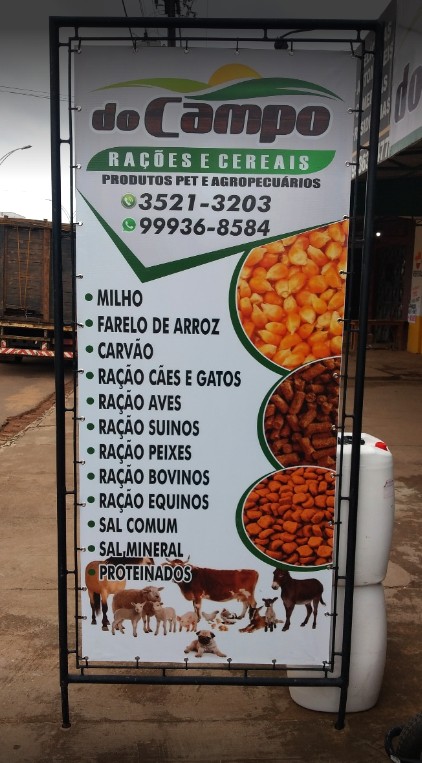 do Campo
RAÇÕES E CEREAIS
PRODUTOS PET E AGROPECUÁRIOS
3521-3203
99936-8584
• MILHO
• FARELO DE ARROZ
• CARVÃO
• RAÇÃO CÃES E GATOS
• RAÇÃO AVES
• RAÇÃO SUINOS
• RAÇÃO PEIXES
• RAÇÃO BOVINOS
• RAÇÃO EQUINOS
• SAL COMUM
• SAL MINERAL
• PROTEINADOS
do